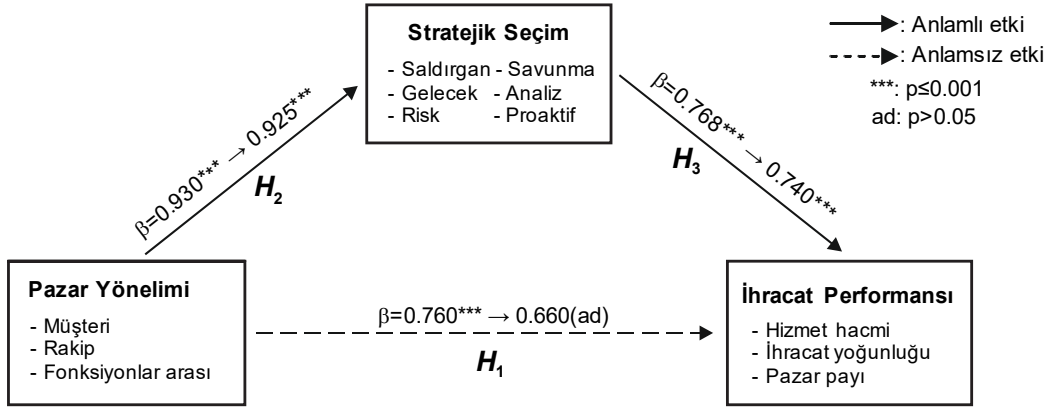 Stratejik Seçim
- Saldırgan - Savunma
- Gelecek - Analiz
- Risk - Proaktif
: Anlamlı etki
: Anlamsız etki
***: p≤0.001
ad: p>0.05
β=0.930*** → 0.925***
H2
β=0.768*** → 0.740***
H3
Pazar Yönelimi
- Müşteri
- Rakip
- Fonksiyonlar arası
β=0.760*** → 0.660(ad)
H1
İhracat Performansı
- Hizmet hacmi
- İhracat yoğunluğu
- Pazar payı